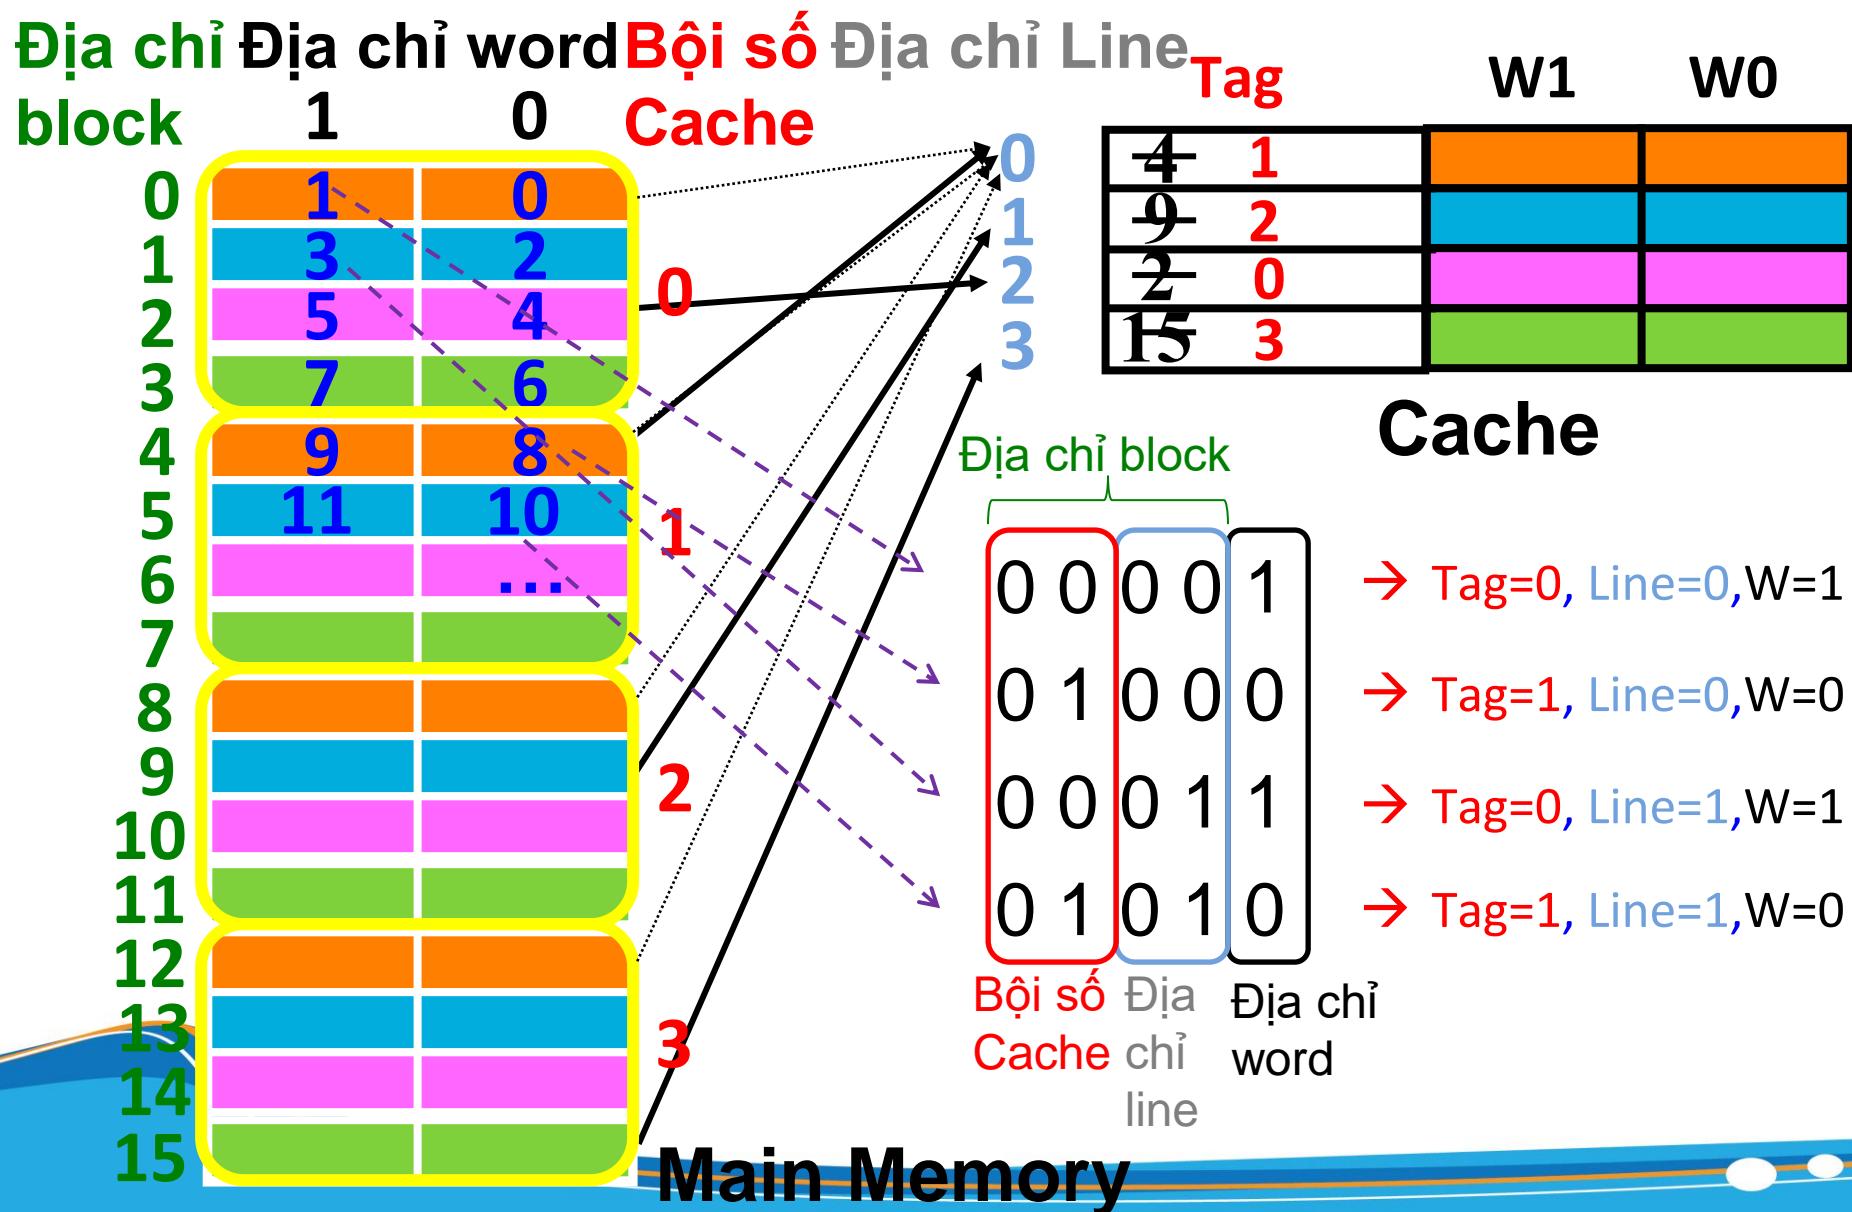 Địa chỉ Địa chỉ word Bội số Địa chỉ Line
block 1 0 Cache
Tag W1 W0
0 1 0
1 3 2
2 5 4
3 7 6
0
4 9 8
5 11 10
6 ...
7
1
8
9
10
11
2
12
13
14
15
3
Main Memory
0 4 1
1 9 2
2 2 0
3 15 3
Cache
Địa chỉ block
0 0 0 0 1 → Tag=0, Line=0,W=1
0 1 0 0 0 → Tag=1, Line=0,W=0
0 0 0 1 1 → Tag=0, Line=1,W=1
0 1 0 1 0 → Tag=1, Line=1,W=0
Bội số
Cache
Địa
chỉ
line
Địa chỉ
word